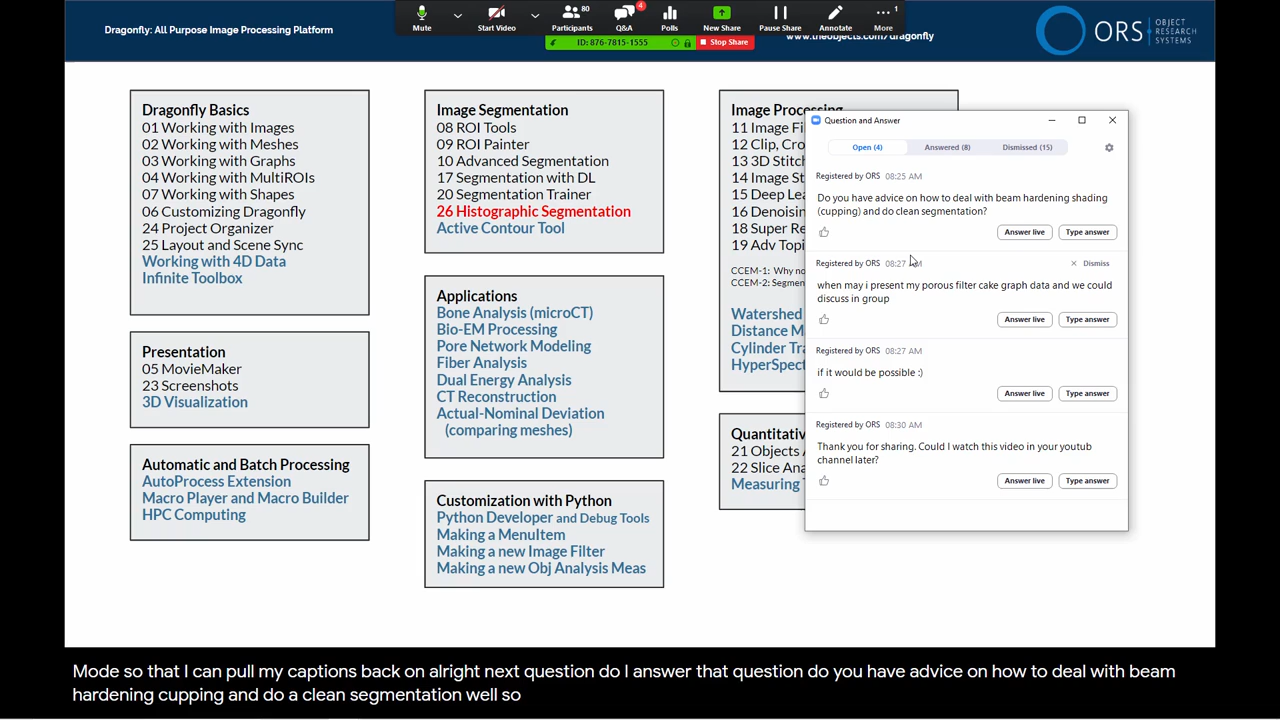 Dragonfly: All Purpose Image Processing Platform
Mute
Start Video
80
Participants
4
Q&A
Polls
New Share
Pause Share
Annotate
1
More
ID: 876-7815-1555
Stop Share
www.theobjects.com/dragonfly
ORS
OBJECT
RESEARCH
SYSTEMS
Dragonfly Basics
01 Working with Images
02 Working with Meshes
03 Working with Graphs
04 Working with MultiROIs
07 Working with Shapes
06 Customizing Dragonfly
24 Project Organizer
25 Layout and Scene Sync
Working with 4D Data
Infinite Toolbox
Presentation
05 MovieMaker
23 Screenshots
3D Visualization
Automatic and Batch Processing
AutoProcess Extension
Macro Player and Macro Builder
HPC Computing
Image Segmentation
08 ROI Tools
09 ROI Painter
10 Advanced Segmentation
17 Segmentation with DL
20 Segmentation Trainer
26 Histographic Segmentation
Active Contour Tool
Applications
Bone Analysis (microCT)
Bio-EM Processing
Pore Network Modeling
Fiber Analysis
Dual Energy Analysis
CT Reconstruction
Actual-Nominal Deviation
(comparing meshes)
Customization with Python
Python Developer and Debug Tools
Making a MenuItem
Making a new Image Filter
Making a new Obj Analysis Meas
Image Processing
11 Image Fi
12 Clip, Cro
13 3D Stitch
14 Image St
15 Deep Lea
16 Denoisin
18 Super Re
19 Adv Topi
CCEM-1: Why no
CCEM-2: Segmen
Watershed
Distance M
Cylinder Tra
HyperSpect
Quantitativ
21 Objects A
22 Slice Ana
Measuring T
Question and Answer
Open (4)
Answered (8)
Dismissed (15)
Registered by ORS 08:25 AM
Do you have advice on how to deal with beam hardening shading
(cupping) and do clean segmentation?
Answer live
Type answer
Registered by ORS 08:27 AM
Dismiss
when may i present my porous filter cake graph data and we could
discuss in group
Answer live
Type answer
Registered by ORS 08:27 AM
if it would be possible :)
Answer live
Type answer
Registered by ORS 08:30 AM
Thank you for sharing. Could I watch this video in your youtub
channel later?
Answer live
Type answer
Mode so that I can pull my captions back on alright next question do I answer that question do you have advice on how to deal with beam
hardening cupping and do a clean segmentation well so